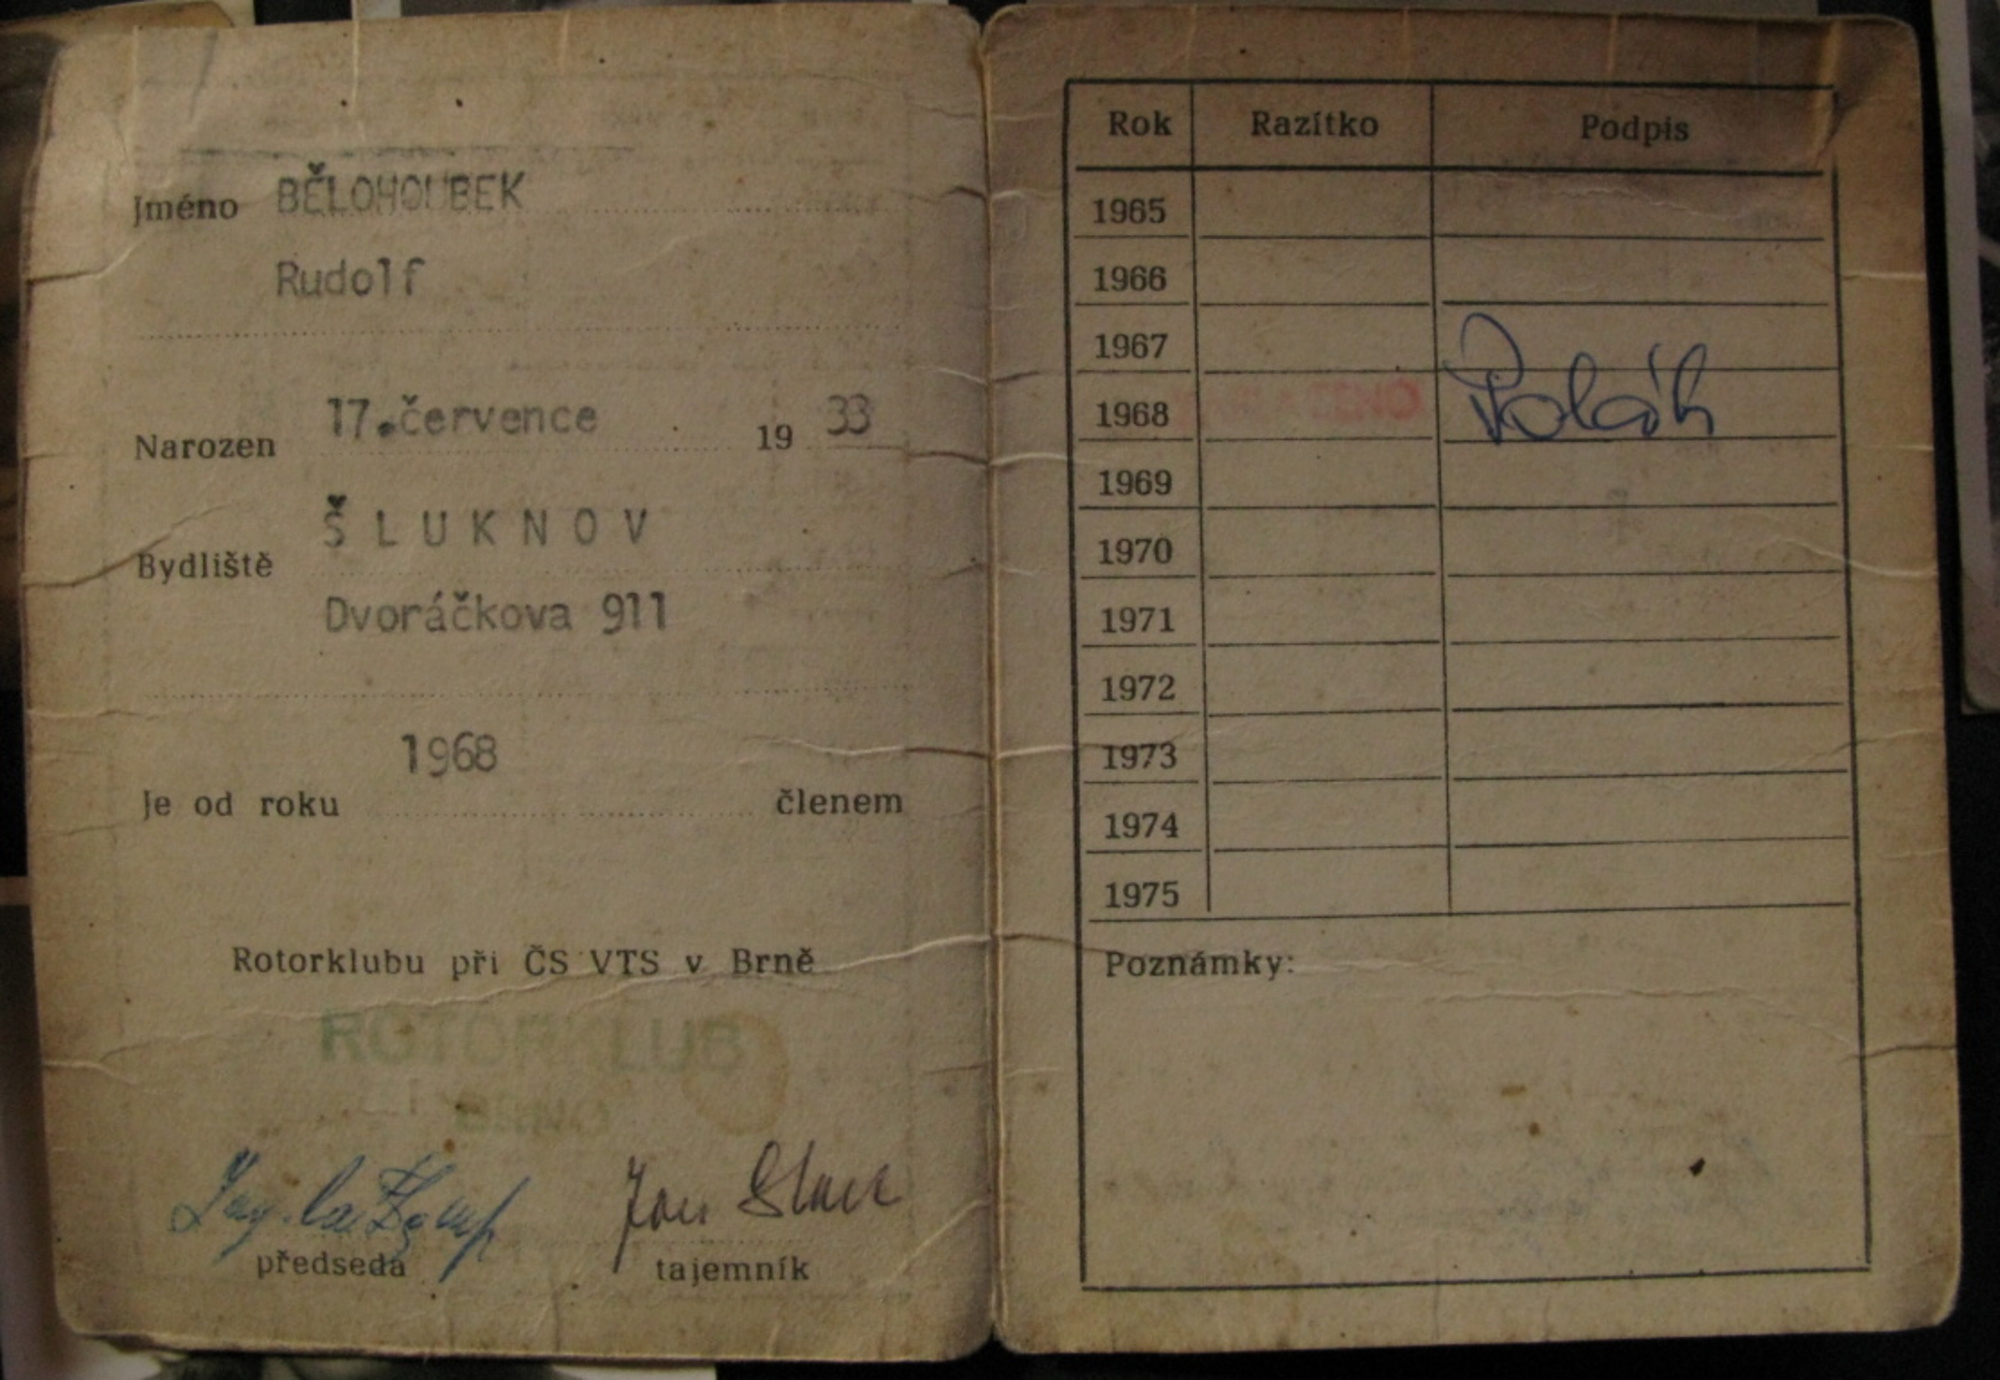 Jméno BĚLOHOUBEK
Rudolf
Narozen 17.července 19 33
Bydliště ŠLUKNOV
Dvoráčkova 911
Je od roku 1968 členem
Rotorklubu při ČS VTS v Brně
ROTORKLUB
BRNO
Jan
předseda tajemník
Rok Razítko Podpis
1965
1966
1967
1968 ZAPLACENO Polák
1969
1970
1971
1972
1973
1974
1975
Poznámky: